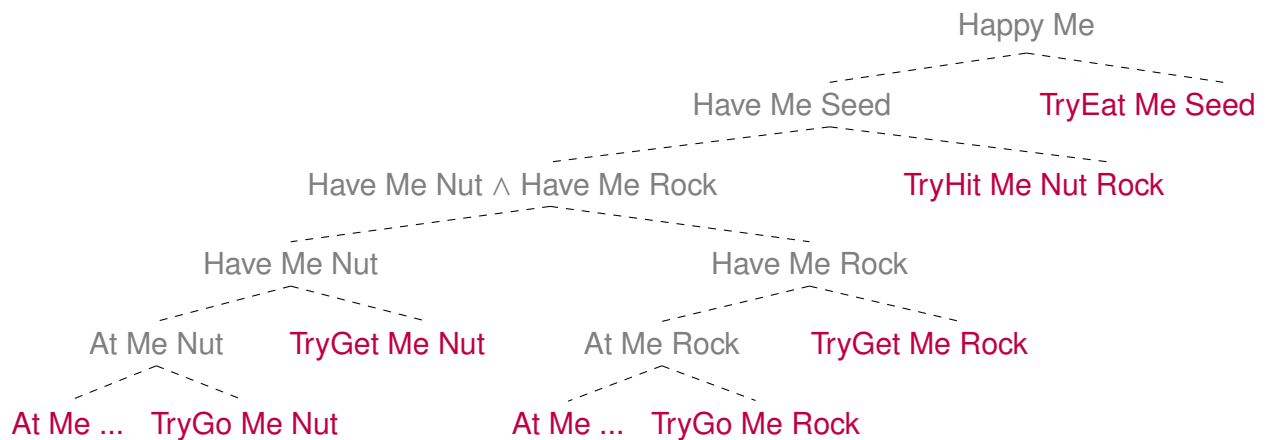 Happy Me
Have Me Seed TryEat Me Seed
Have Me Nut ∧ Have Me Rock TryHit Me Nut Rock
Have Me Nut Have Me Rock
At Me Nut TryGet Me Nut At Me Rock TryGet Me Rock
At Me ... TryGo Me Nut At Me ... TryGo Me Rock